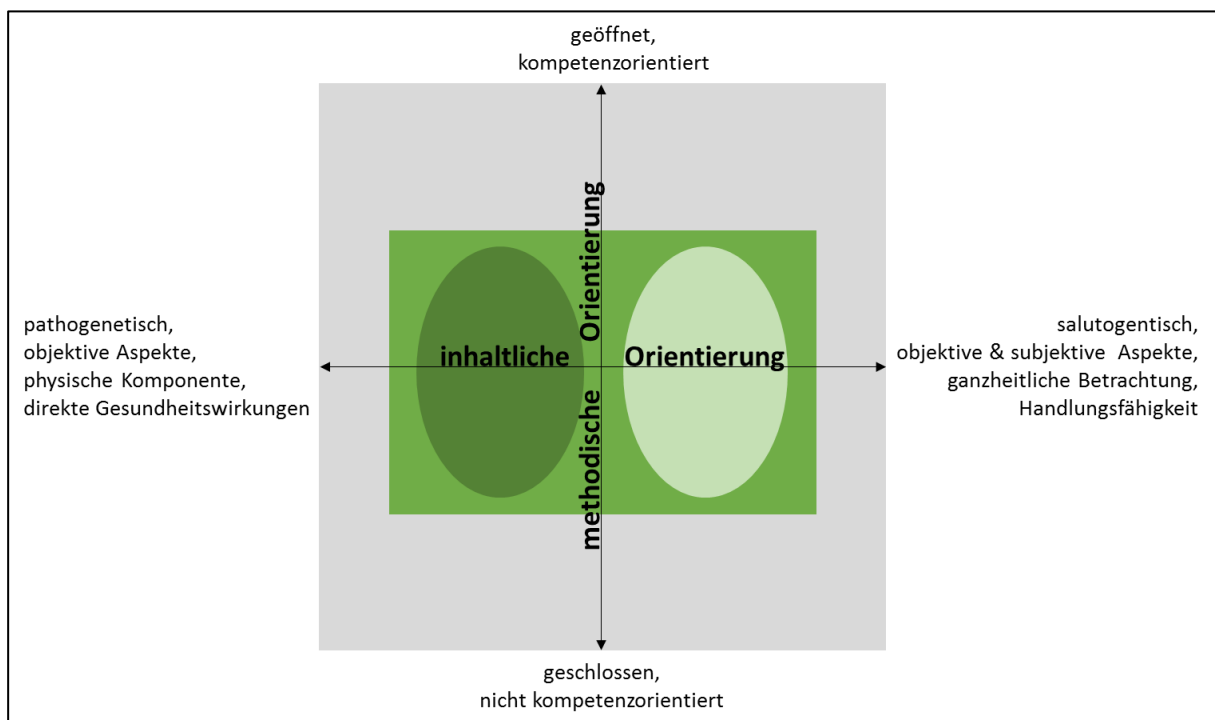 geöffnet,
kompetenzorientiert
methodische Orientierung
inhaltliche Orientierung
pathogenetisch,
objektive Aspekte,
physische Komponente,
direkte Gesundheitswirkungen
salutogentisch,
objektive & subjektive Aspekte,
ganzheitliche Betrachtung,
Handlungsfähigkeit
geschlossen,
nicht kompetenzorientiert